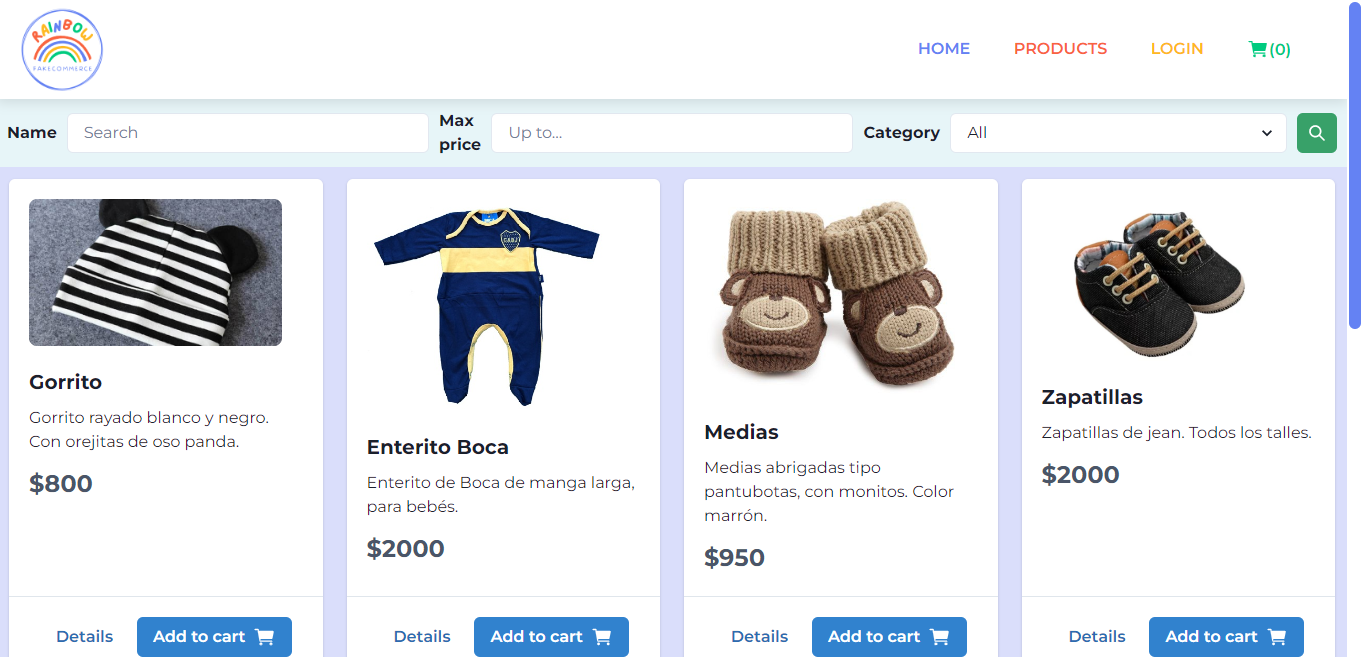 RAINBOW
FAKECOMMERCE
HOME
PRODUCTS
LOGIN
(0)
Name
Search
Max
price
Up to...
Category
All
Gorrito
Gorrito rayado blanco y negro.
Con orejitas de oso panda.
$800
Details
Add to cart
CABJ
Enterito Boca
Enterito de Boca de manga larga,
para bebés.
$2000
Details
Add to cart
Medias
Medias abrigadas tipo
pantubotas, con monitos. Color
marrón.
$950
Details
Add to cart
Zapatillas
Zapatillas de jean. Todos los talles.
$2000
Details
Add to cart